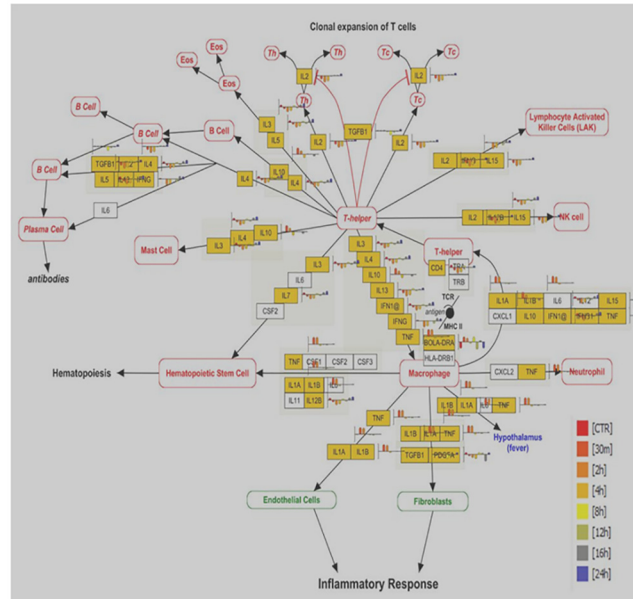 Clonal expansion of T cells
Eos
Th
Th
Tc
Tc
Eos
IL2
IL2
Eos
B Cell
Th
Tc
IL3
B Cell
B Cell
IL5
IL2
TGFB1
IL2
Lymphocyte Activated
Killer Cells (LAK)
B Cell
TGFB1
IL4
IL10
IL2
IL15
IL5
IFNG
IL4
IL4
IL6
T-helper
IL2
IL15
NK cell
Plasma Cell
Mast Cell
IL3
IL4
IL10
IL3
T-helper
antibodies
IL3
IL4
CD4
IL6
IL10
TRB
IL7
IL13
TCR
IL1A
IL6
IL15
CSF2
IFN1@
antigen
CXCL1
IL10
IFN1@
TNF
IFNG
MHC II
TNF
BOLA-DRA
HLA-DRB1
TNF
CSF1
CSF2
CSF3
Hematopoiesis
Hematopoietic Stem Cell
Macrophage
CXCL2
TNF
Neutrophil
IL1A
IL1B
IL11
IL12B
TNF
IL1B
IL1A
TNF
IL1B
IL1A
TNF
Hypothalamus
(fever)
IL1A
IL1B
TGFB1
Endothelial Cells
Fibroblasts
Inflammatory Response
[CTR]
[30m]
[2h]
[4h]
[8h]
[12h]
[16h]
[24h]